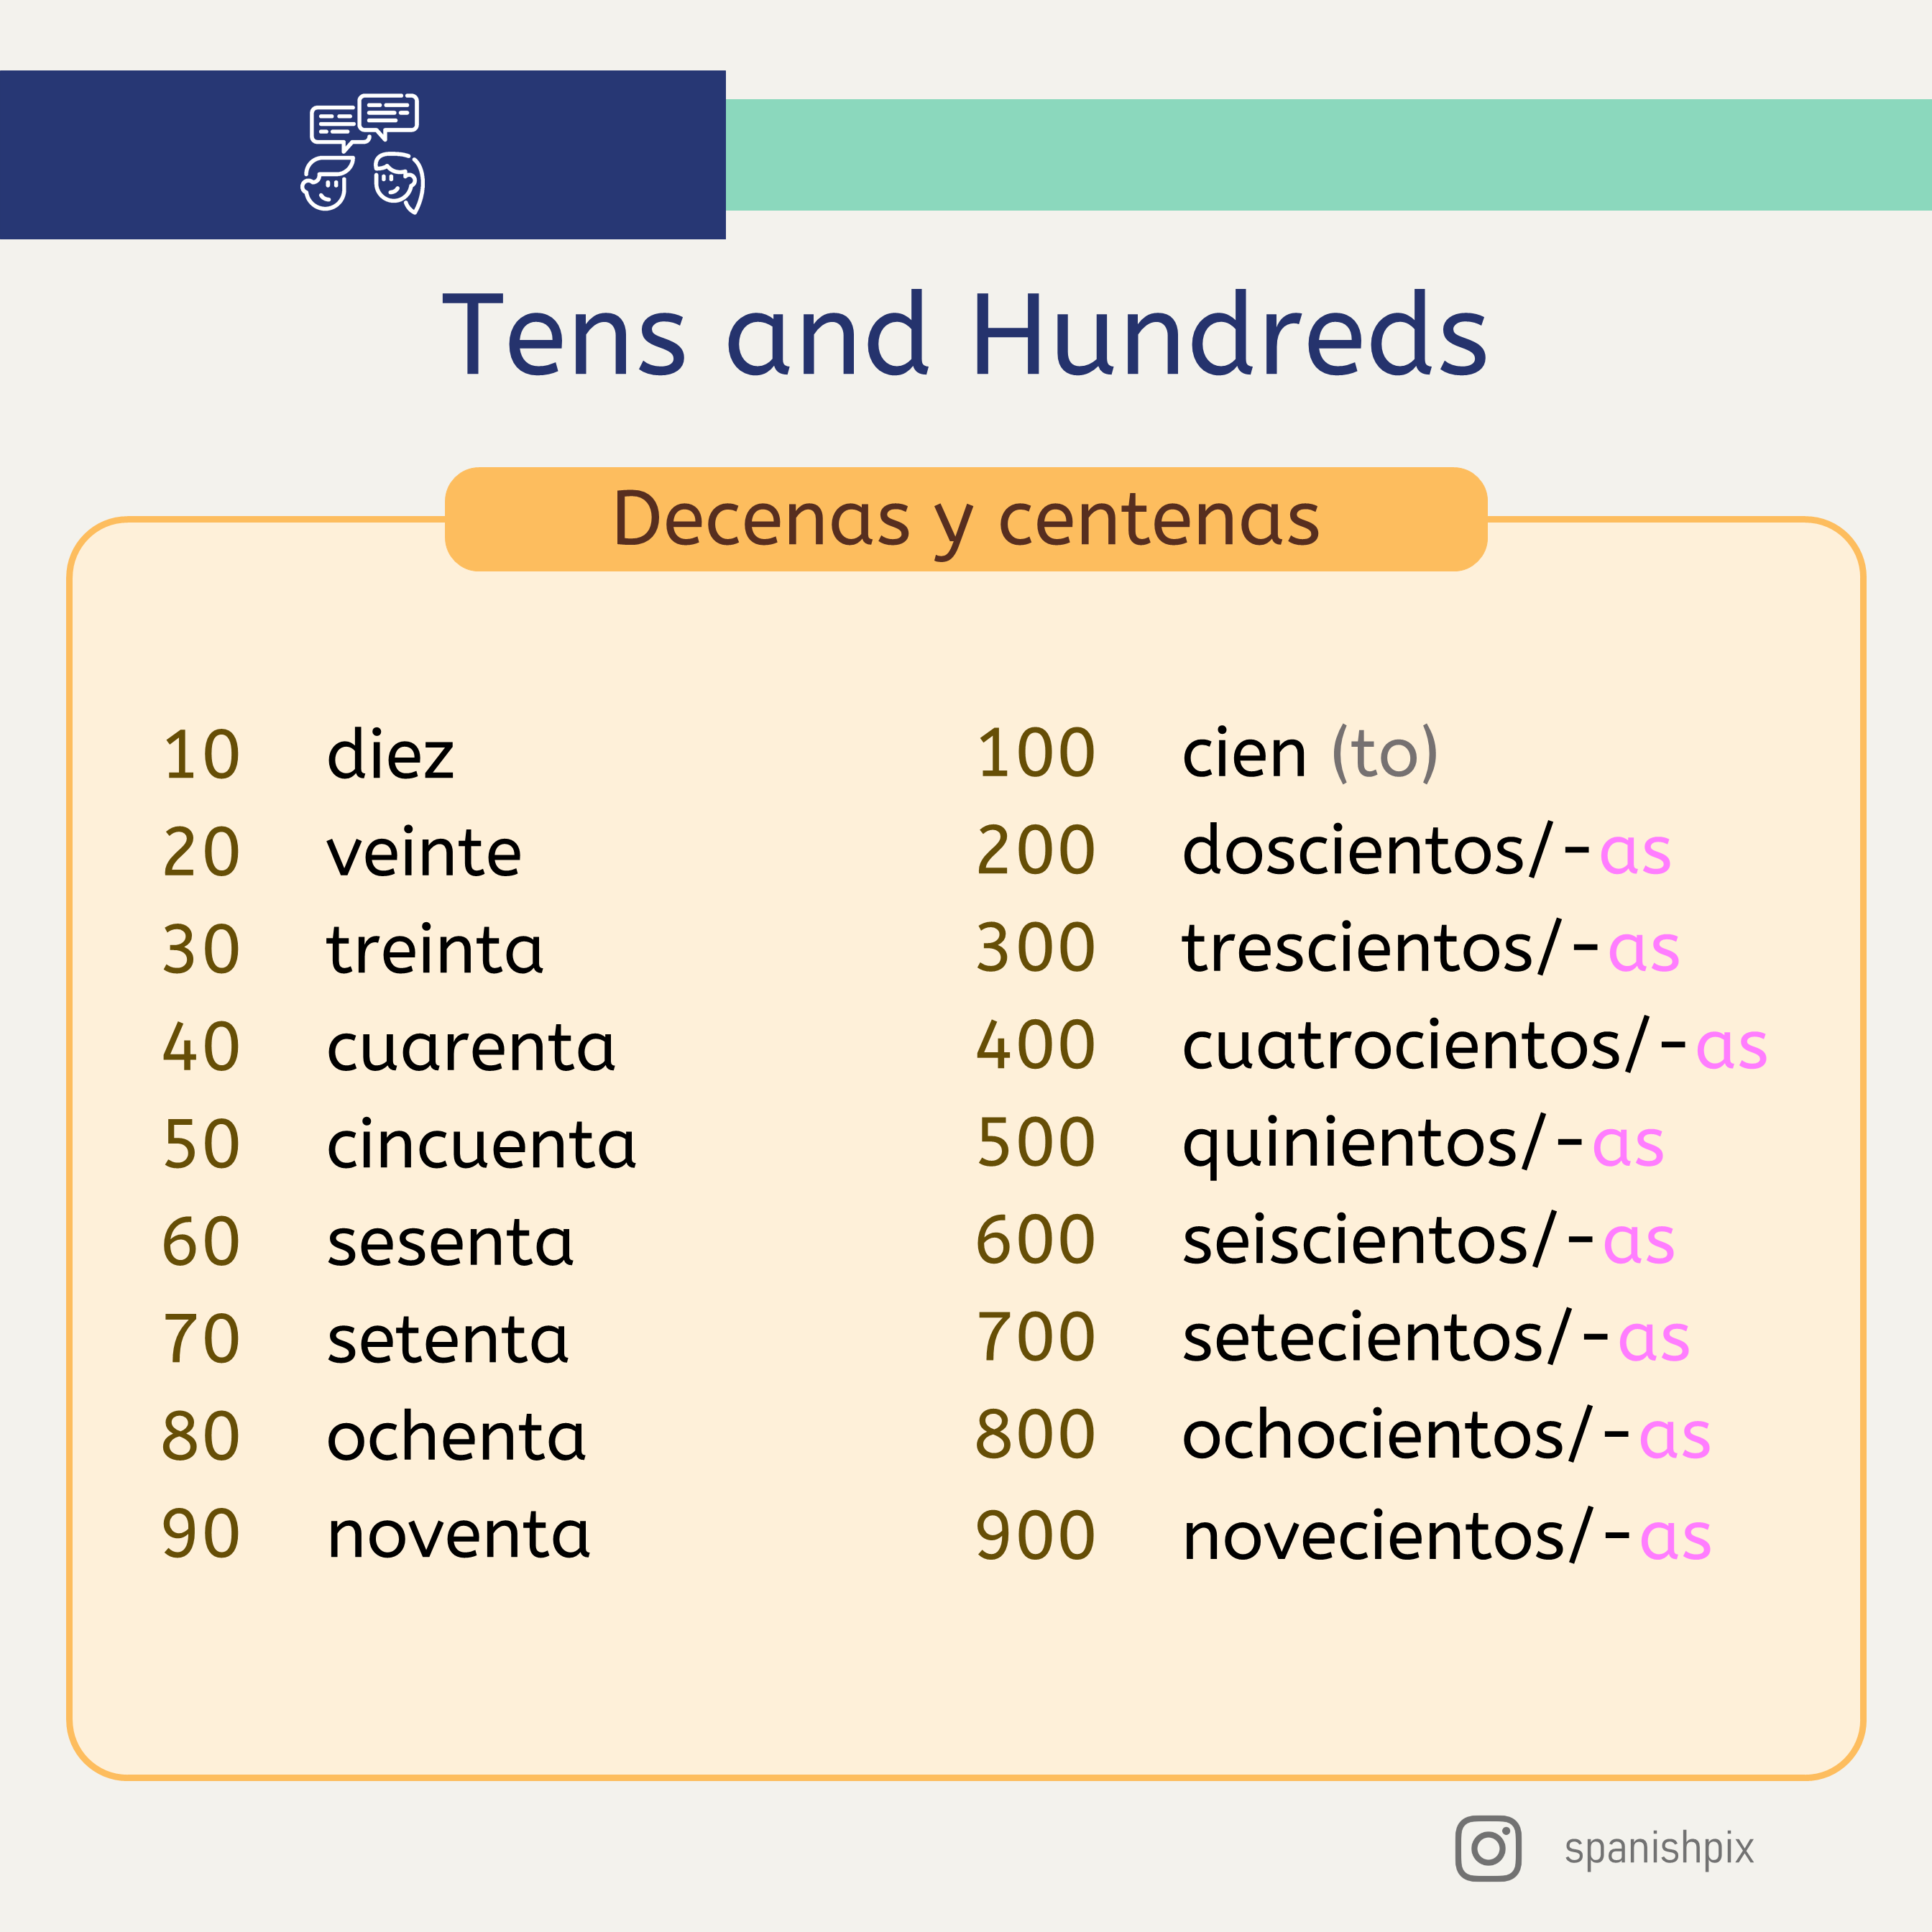 Tens and Hundreds
Decenas y centenas
10 diez
20 veinte
30 treinta
40 cuarenta
50 cincuenta
60 sesenta
70 setenta
80 ochenta
90 noventa
100 cien (to)
200 doscientos/-as
300 trescientos/-as
400 cuatrocientos/-as
500 quinientos/-as
600 seiscientos/-as
700 setecientos/-as
800 ochocientos/-as
900 novecientos/-as
spanishpix